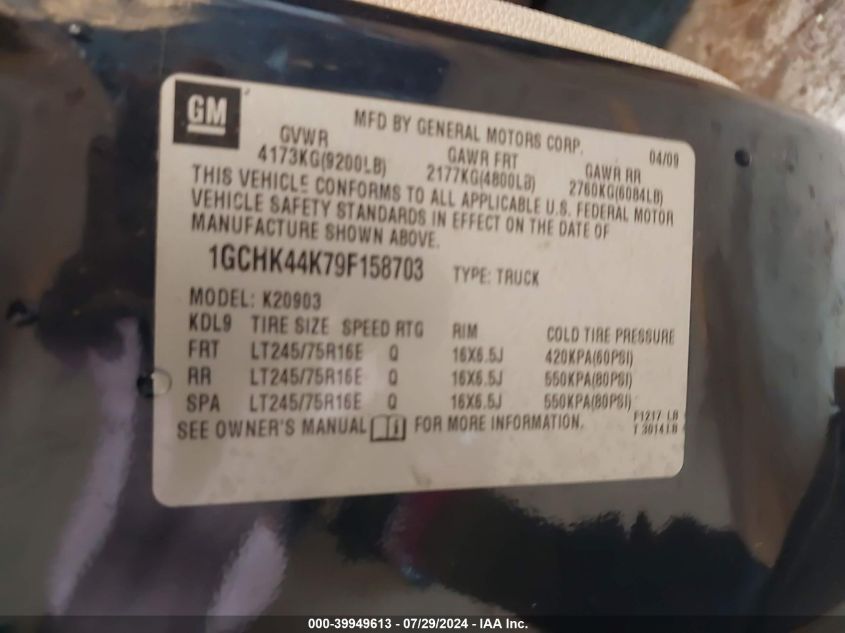 GM
MFD BY GENERAL MOTORS CORP. 04/09
GVWR GAWR FRT GAWR RR
4173KG(9200LB) 2177KG(4800LB) 2760KG(6084LB)
THIS VEHICLE CONFORMS TO ALL APPLICABLE U.S. FEDERAL MOTOR
VEHICLE SAFETY STANDARDS IN EFFECT ON THE DATE OF
MANUFACTURE SHOWN ABOVE.
1GCHK44K79F158703 TYPE: TRUCK
MODEL: K20903
KDL9 TIRE SIZE SPEED RTG RIM COLD TIRE PRESSURE
FRT LT245/75R16E Q 16X6.5J 420KPA(60PSI)
RR LT245/75R16E Q 16X6.5J 550KPA(80PSI)
SPA LT245/75R16E Q 16X6.5J 550KPA(80PSI)
SEE OWNER'S MANUAL i FOR MORE INFORMATION.
F1217 LB
T 3014LB
000-39949613 - 07/29/2024 - IAA Inc.